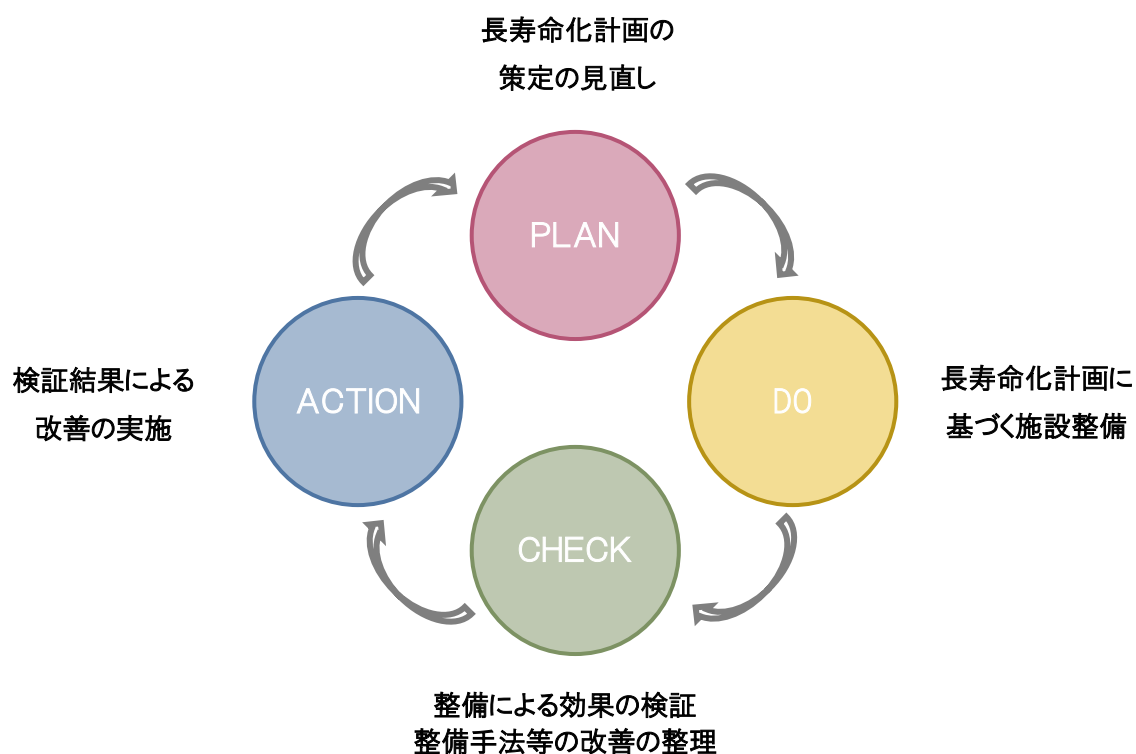 長寿命化計画の
策定の見直し
PLAN
検証結果による
改善の実施
ACTION
DO
長寿命化計画に
基づく施設整備
CHECK
整備による効果の検証
整備手法等の改善の整理